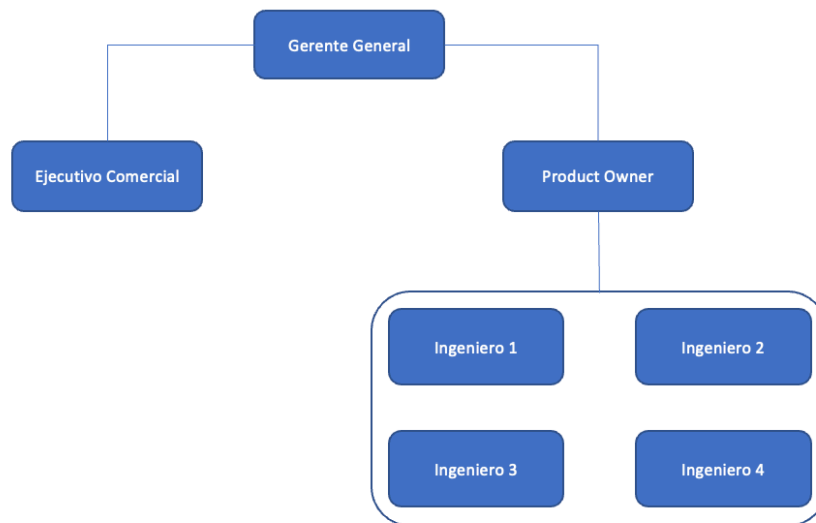 Gerente General
Ejecutivo Comercial
Product Owner
Ingeniero 1
Ingeniero 2
Ingeniero 3
Ingeniero 4